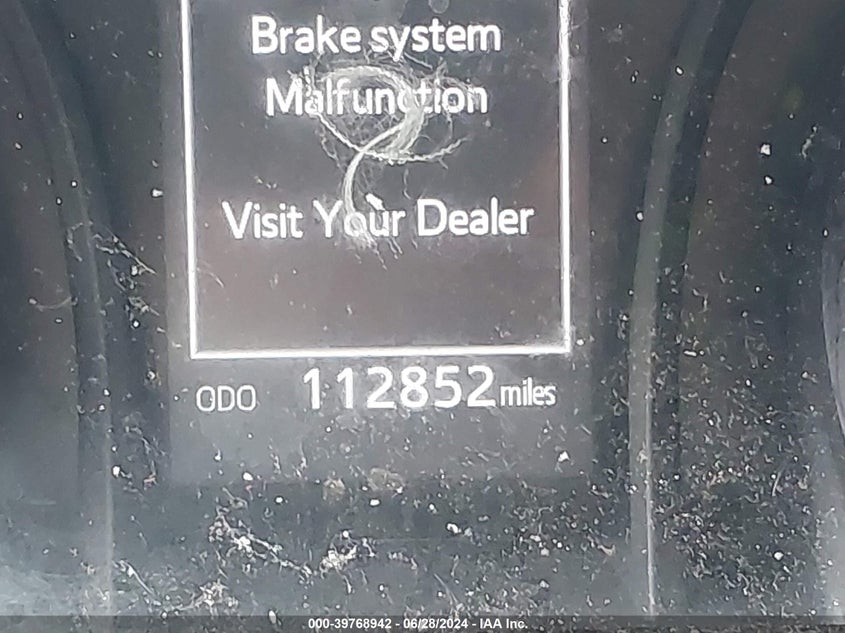 Brake system
Malfunction
Visit Your Dealer
ODO 112852 miles
000-39768942 - 06/28/2024 - IAA Inc.